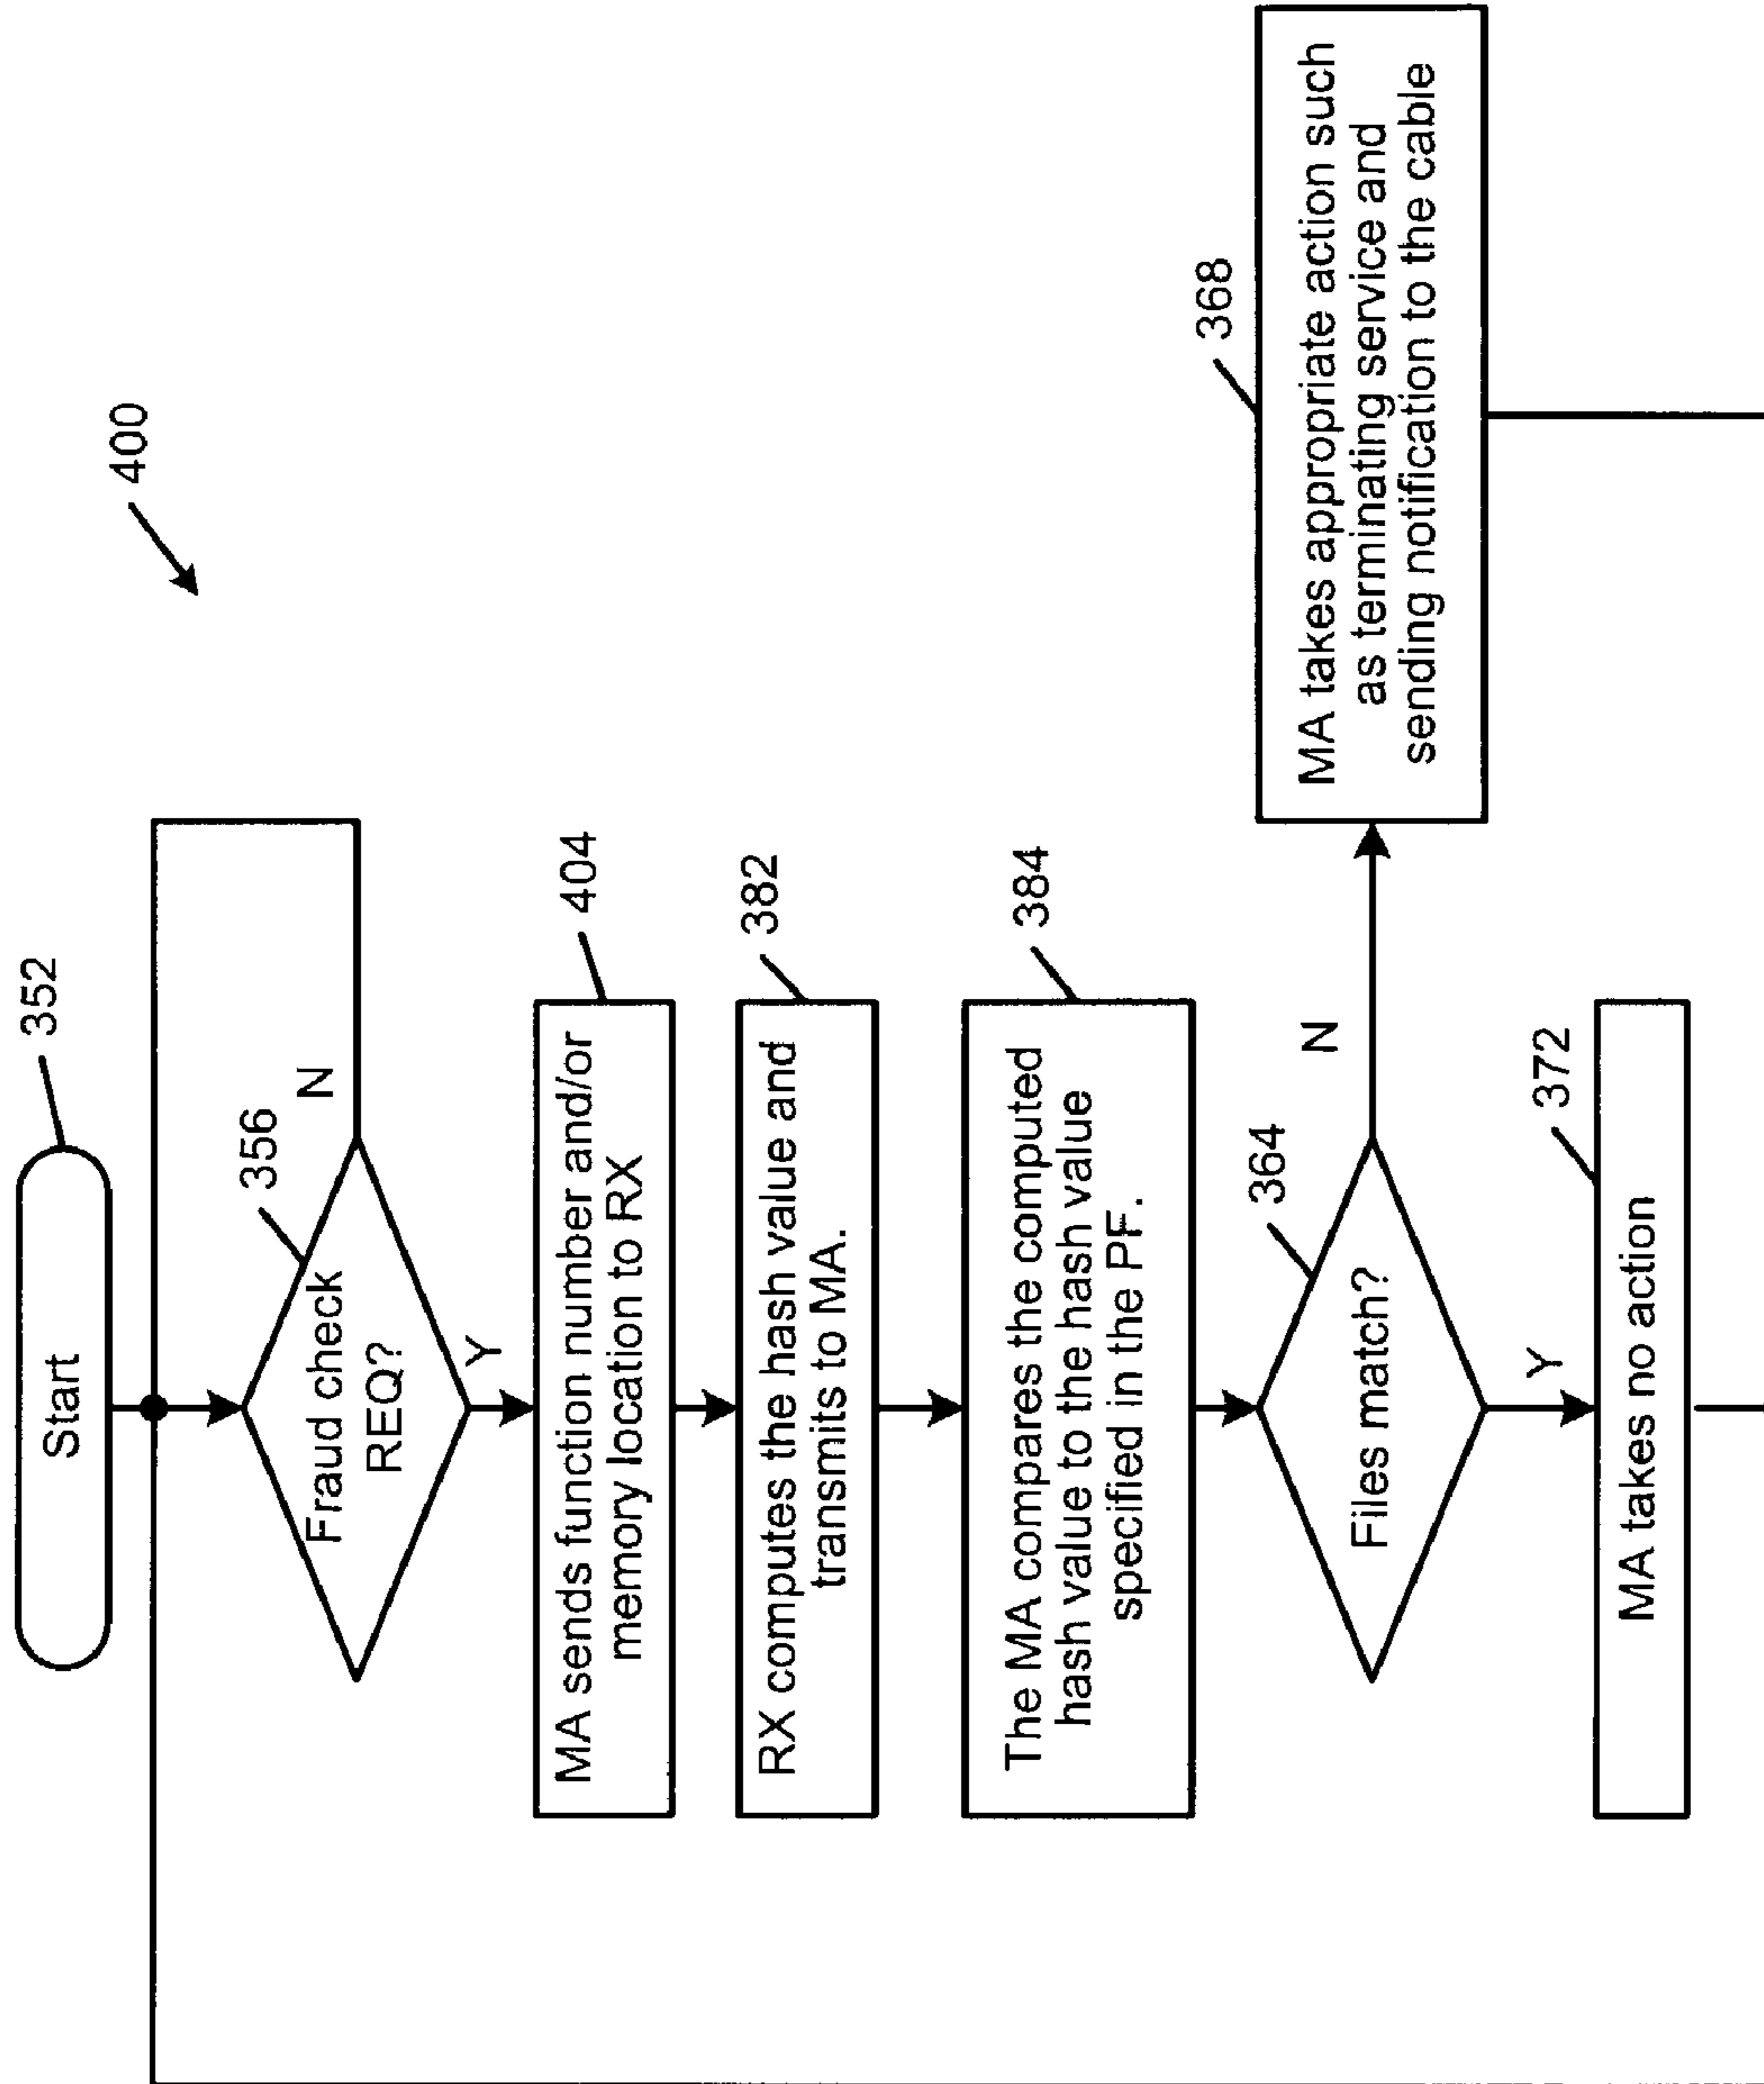 400
Start
352
Fraud check
REQ?
356
N
Y
MA sends function number and/or
memory location to RX
404
RX computes the hash value and
transmits to MA.
382
The MA compares the computed
hash value to the hash value
specified in the PF.
384
Files match?
364
N
Y
MA takes appropriate action such
as terminating service and
sending notification to the cable
368
MA takes no action
372